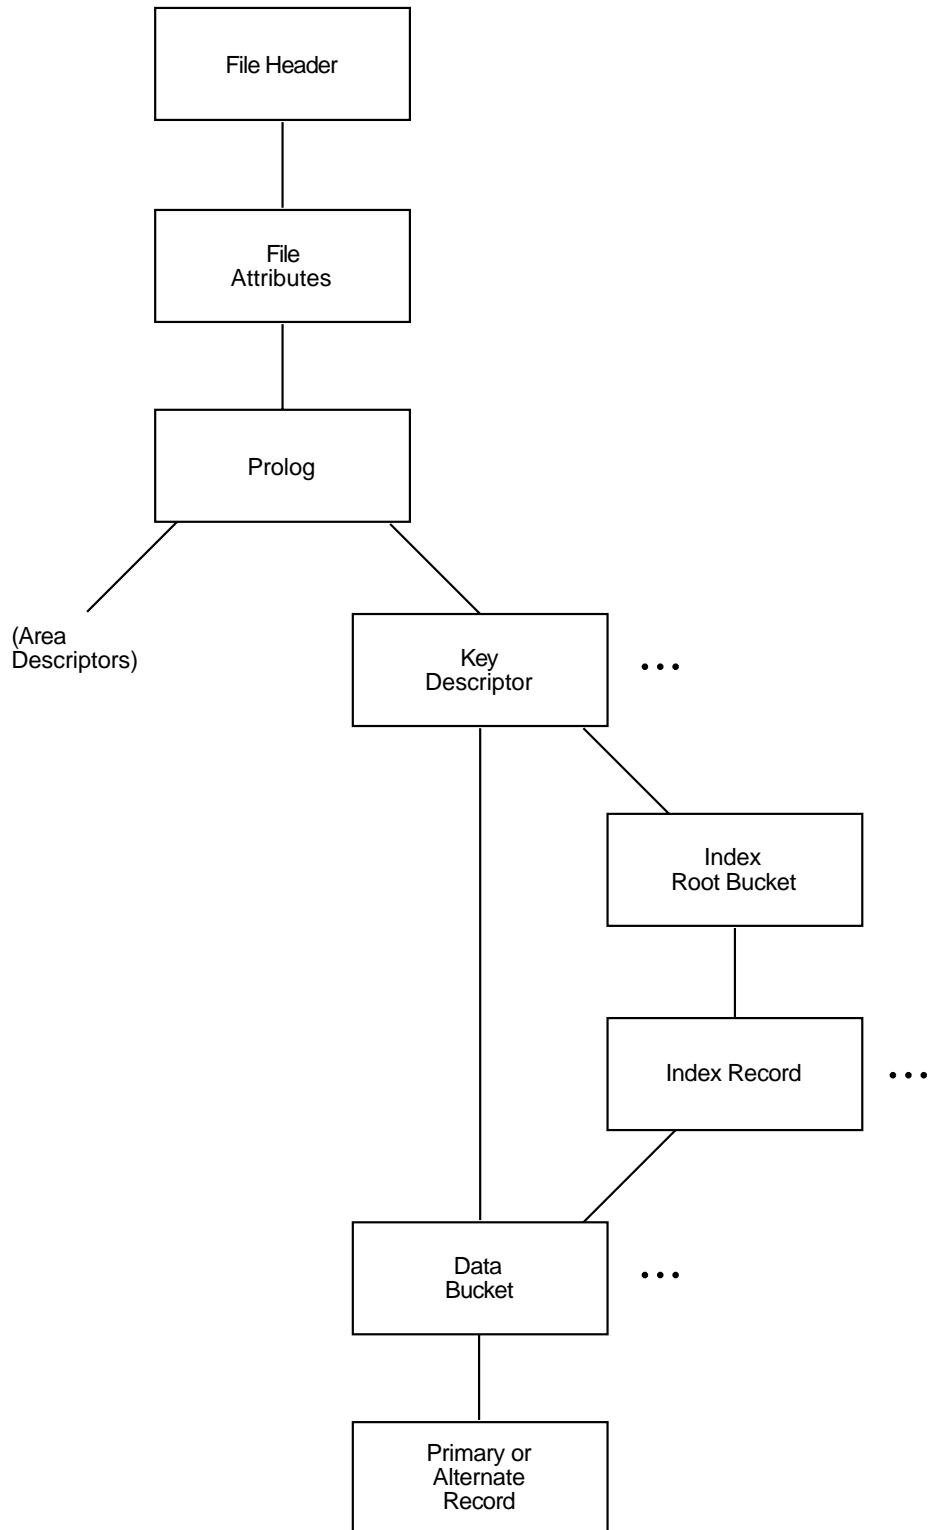 File Header
File
Attributes
Prolog
(Area
Descriptors)
Key
Descriptor
...
Index
Root Bucket
Index Record
...
Data
Bucket
...
Primary or
Alternate
Record